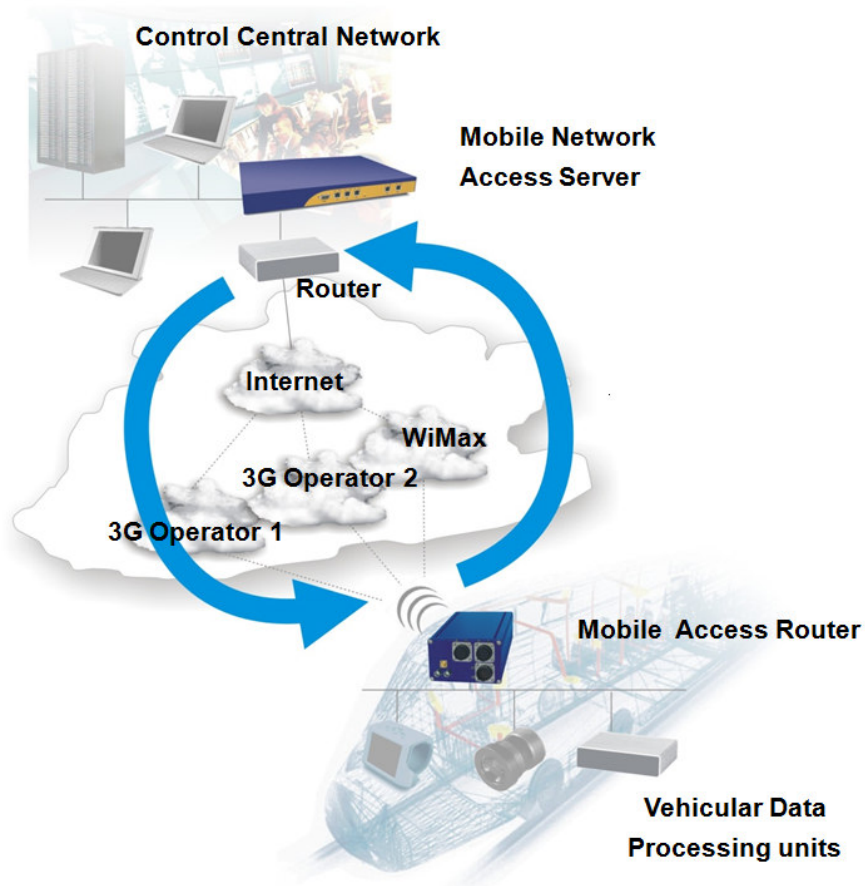 Control Central Network
Mobile Network
Access Server
Router
Internet
WiMax
3G Operator 2
3G Operator 1
Mobile Access Router
Vehicular Data
Processing units